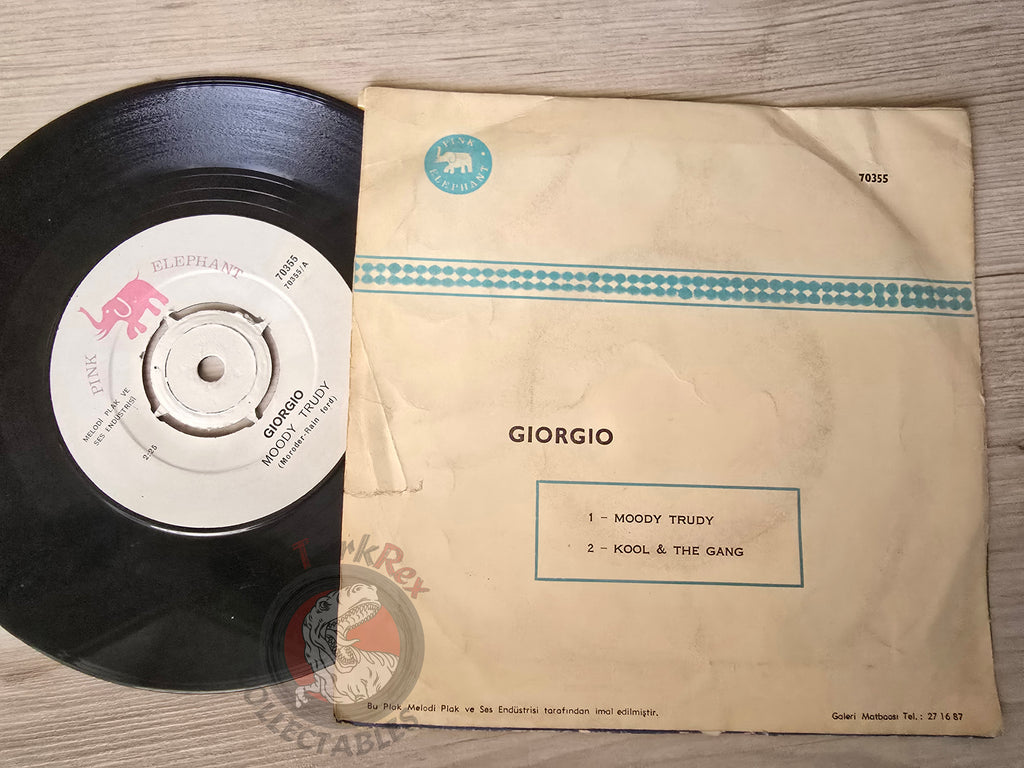 PINK ELEPHANT
70355
70355/A
MELODİ PLAK VE
SES ENDÜSTRİSİ
2:25
GIORGIO
MOODY TRUDY
(Moroder-Rain ford)
PINK
ELEPHANT
70355
GIORGIO
1 - MOODY TRUDY
2 - KOOL & THE GANG
Bu Plak Melodi Plak ve Ses Endüstrisi tarafından imal edilmiştir.
Galeri Matbaası Tel. : 27 16 87
TurkRex
COLLECTABLES